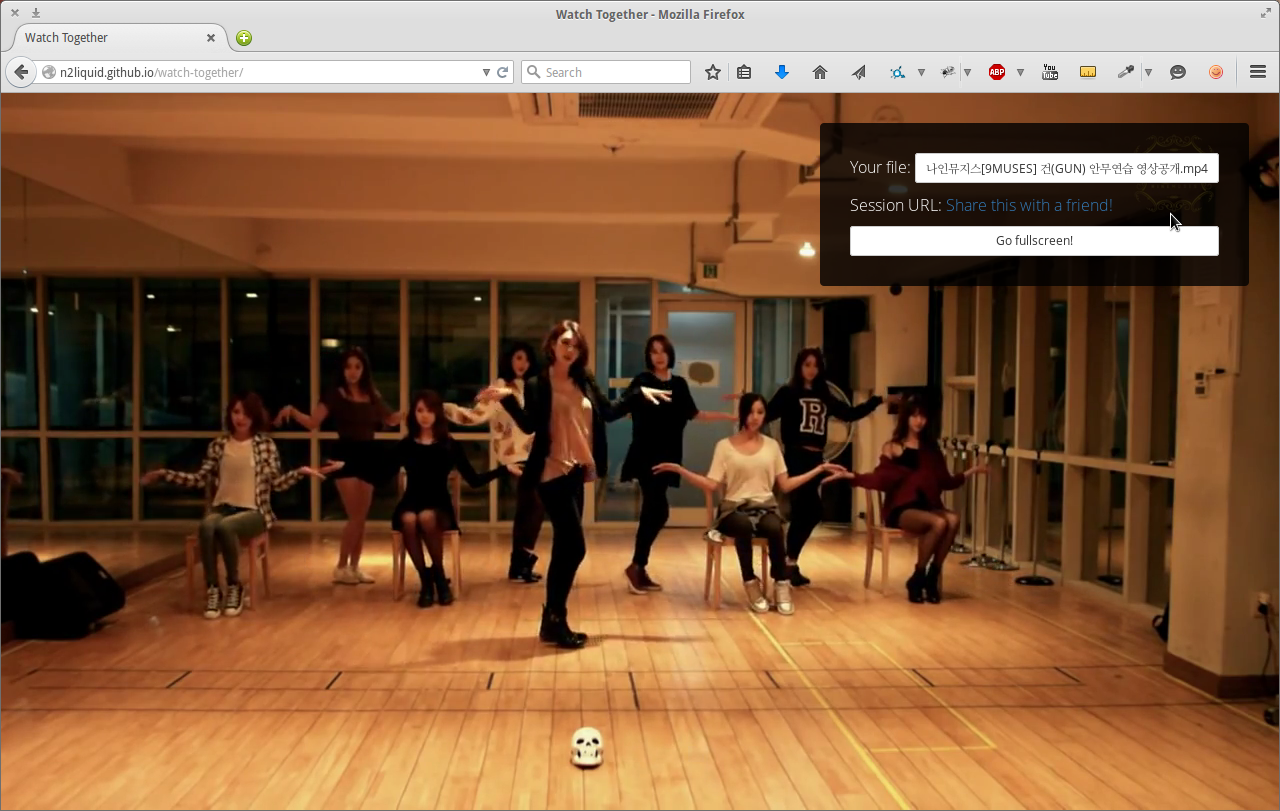 Watch Together - Mozilla Firefox
Watch Together
n2liquid.github.io/watch-together/
Search
ABP
You
Tube
Your file: 나인뮤지스[9MUSES] 건(GUN) 안무연습 영상공개.mp4
Session URL: Share this with a friend!
Go fullscreen!
R